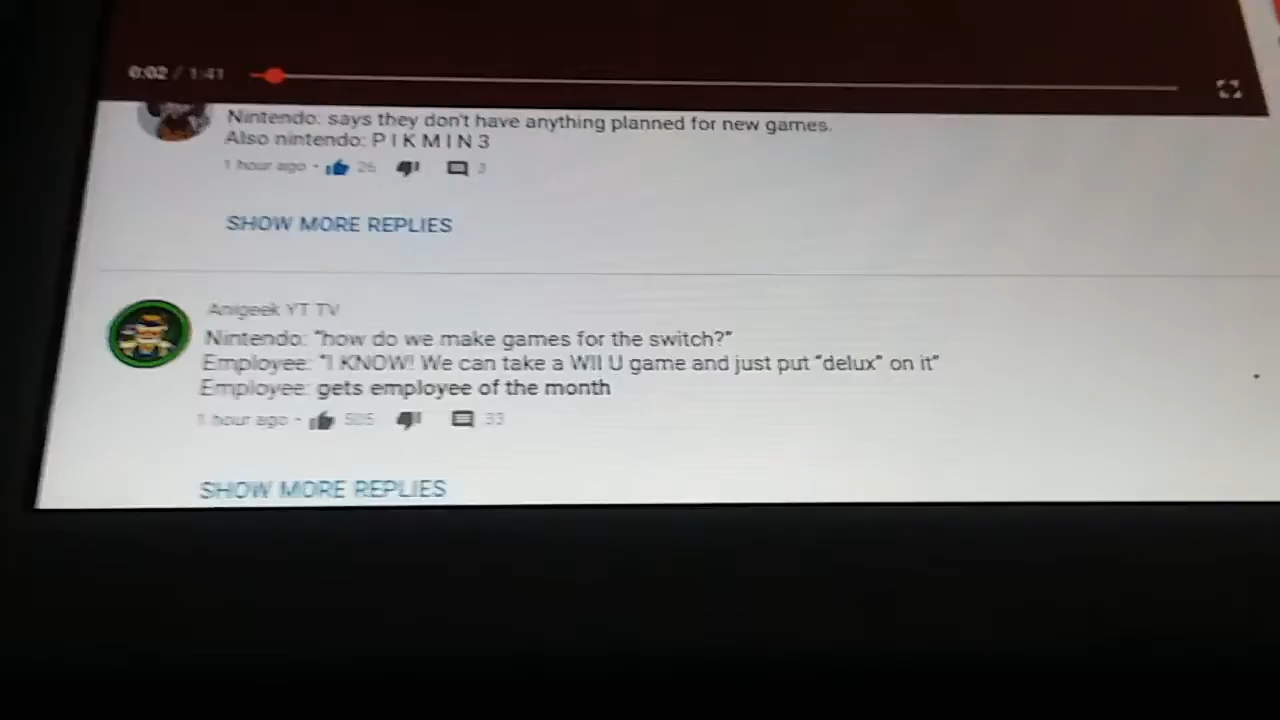 0:02 / 1:41
Nintendo: says they don't have anything planned for new games.
Also nintendo: P I K M I N 3
1 hour ago • 26 3
SHOW MORE REPLIES
Anigeek YT TV
Nintendo: "how do we make games for the switch?"
Employee: "I KNOW! We can take a WII U game and just put "delux" on it"
Employee: gets employee of the month
1 hour ago • 505 33
SHOW MORE REPLIES